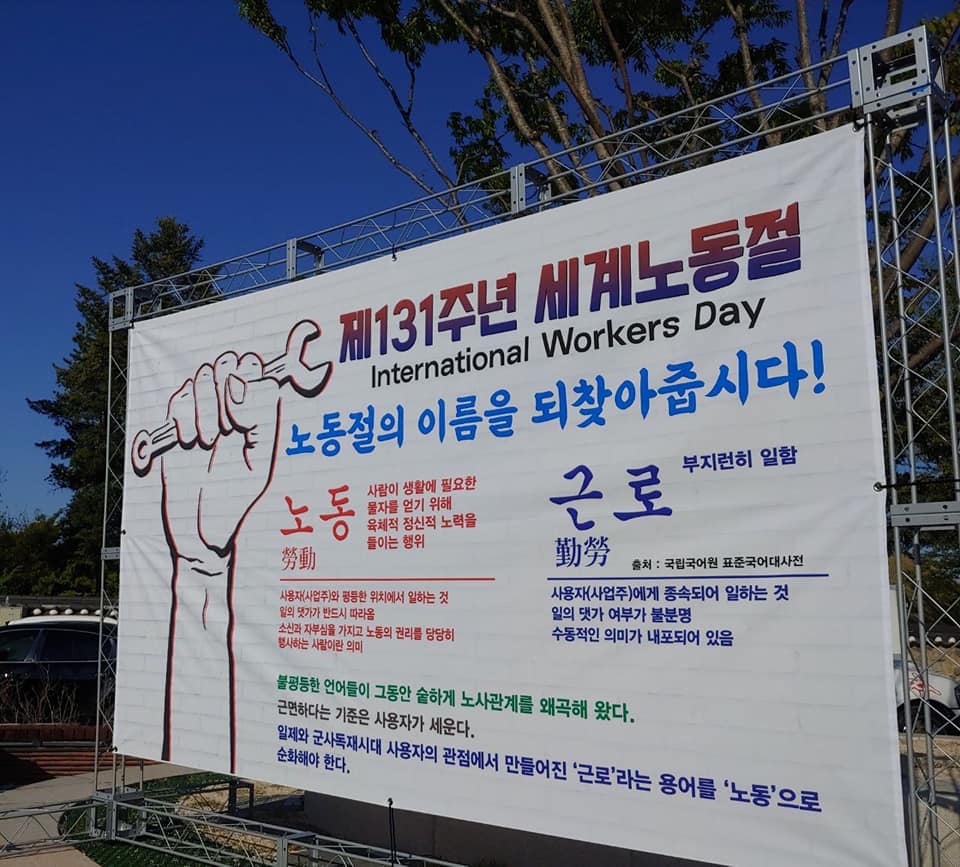 제131주년 세계노동절
International Workers Day
노동절의 이름을 되찾아줍시다!
노동
勞動
사람이 생활에 필요한
물자를 얻기 위해
육체적 정신적 노력을
들이는 행위
사용자(사업주)와 평등한 위치에서 일하는 것
일의 댓가가 반드시 따라옴
소신과 자부심을 가지고 노동의 권리를 당당히
행사하는 사람이란 의미
근로
勤勞
부지런히 일함
출처 : 국립국어원 표준국어대사전
사용자(사업주)에게 종속되어 일하는 것
일의 댓가 여부가 불분명
수동적인 의미가 내포되어 있음
불평등한 언어들이 그동안 숱하게 노사관계를 왜곡해 왔다.
근면하다는 기준은 사용자가 세운다.
일제와 군사독재시대 사용자의 관점에서 만들어진 '근로'라는 용어를 '노동'으로
순화해야 한다.